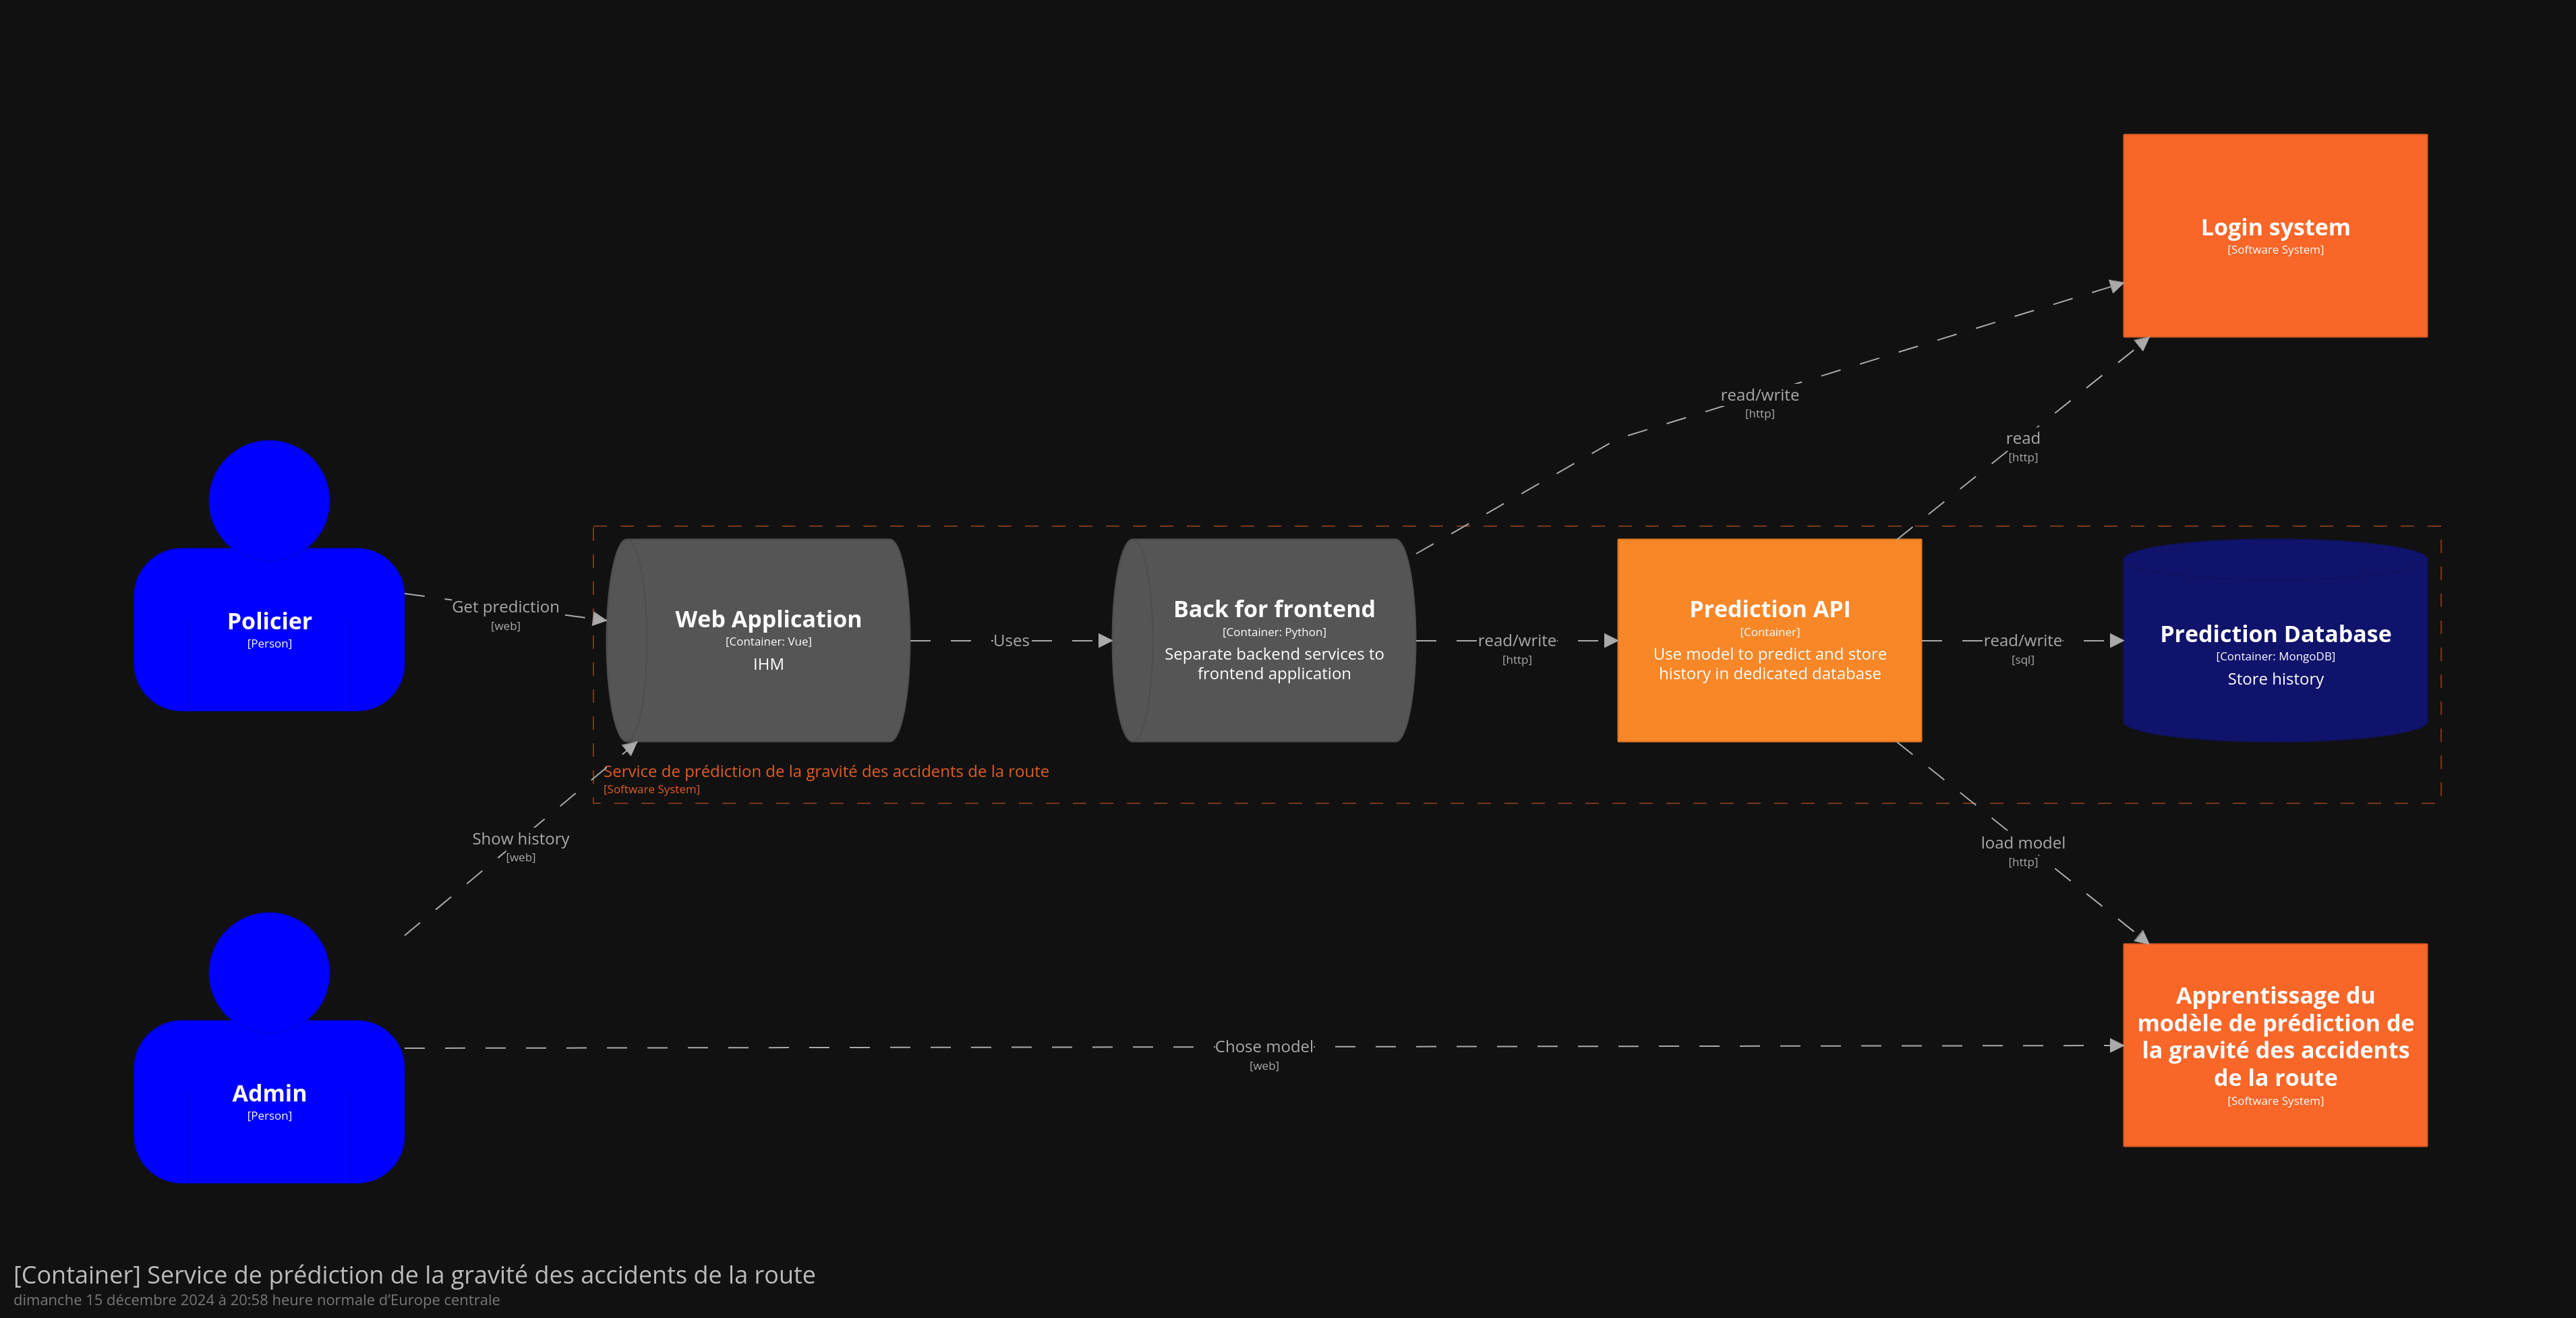 Login system
[Software System]
read/write
[http]
read
[http]
Policier
[Person]
Get prediction
[web]
Web Application
[Container: Vue]
IHM
Uses
Back for frontend
[Container: Python]
Separate backend services to
frontend application
read/write
[http]
Prediction API
[Container]
Use model to predict and store
history in dedicated database
read/write
[sql]
Prediction Database
[Container: MongoDB]
Store history
Service de prédiction de la gravité des accidents de la route
[Software System]
Show history
[web]
load model
[http]
Admin
[Person]
Chose model
[web]
Apprentissage du
modèle de prédiction de
la gravité des accidents
de la route
[Software System]
[Container] Service de prédiction de la gravité des accidents de la route
dimanche 15 décembre 2024 à 20:58 heure normale d’Europe centrale